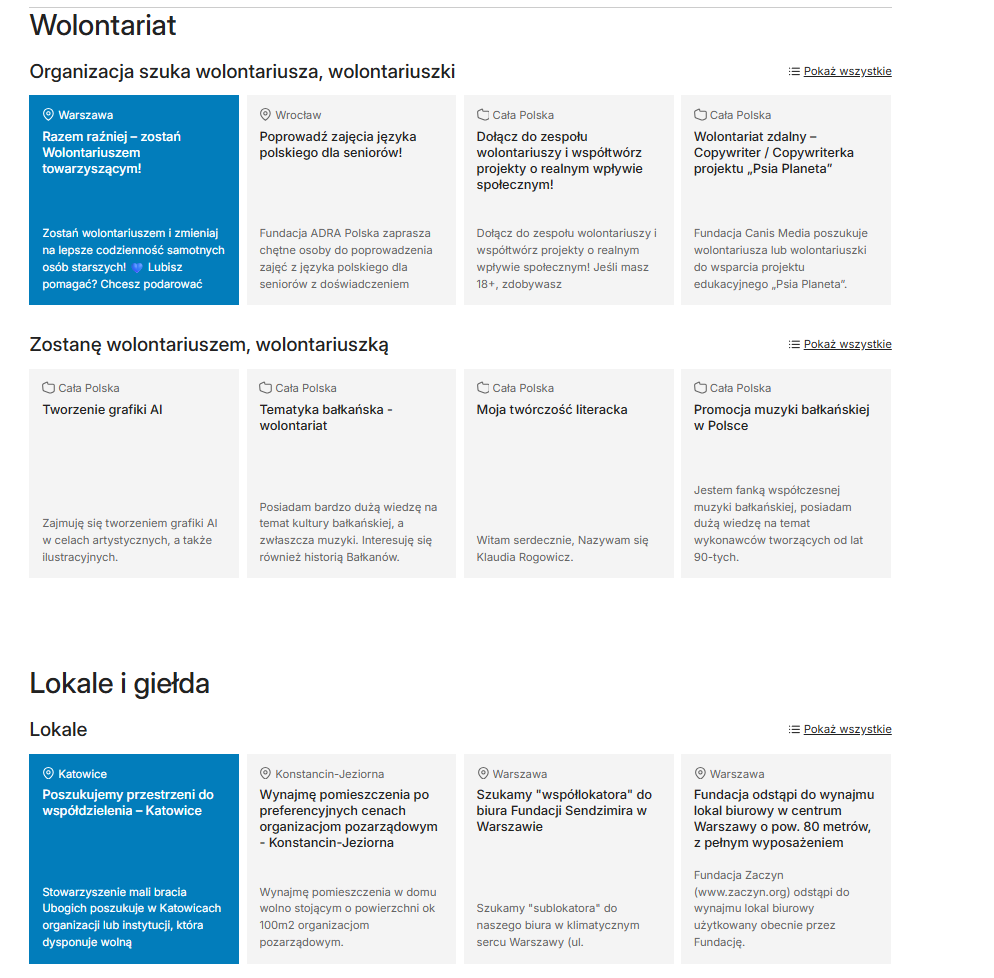 Wolontariat
Organizacja szuka wolontariusza, wolontariuszki
Pokaż wszystkie
Warszawa
Razem raźniej – zostań
Wolontariuszem
towarzyszącym!
Zostań wolontariuszem i zmieniaj
na lepsze codzienność samotnych
osób starszych! 💙 Lubisz
pomagać? Chcesz podarować
Wrocław
Poprowadź zajęcia języka
polskiego dla seniorów!
Fundacja ADRA Polska zaprasza
chętne osoby do poprowadzenia
zajęć z języka polskiego dla
seniorów z doświadczeniem
Cała Polska
Dołącz do zespołu
wolontariuszy i współtwórz
projekty o realnym wpływie
społecznym!
Dołącz do zespołu wolontariuszy i
współtwórz projekty o realnym
wpływie społecznym! Jeśli masz
18+, zdobywasz
Cała Polska
Wolontariat zdalny –
Copywriter / Copywriterka
projektu „Psia Planeta”
Fundacja Canis Media poszukuje
wolontariusza lub wolontariuszki
do wsparcia projektu
edukacyjnego „Psia Planeta”.
Zostanę wolontariuszem, wolontariuszką
Pokaż wszystkie
Cała Polska
Tworzenie grafiki AI
Zajmuję się tworzeniem grafiki AI
w celach artystycznych, a także
ilustracyjnych.
Cała Polska
Tematyka bałkańska -
wolontariat
Posiadam bardzo dużą wiedzę na
temat kultury bałkańskiej, a
zwłaszcza muzyki. Interesuję się
również historią Bałkanów.
Cała Polska
Moja twórczość literacka
Witam serdecznie, Nazywam się
Klaudia Rogowicz.
Cała Polska
Promocja muzyki bałkańskiej
w Polsce
Jestem fanką współczesnej
muzyki bałkańskiej, posiadam
dużą wiedzę na temat
wykonawców tworzących od lat
90-tych.
Lokale i giełda
Lokale
Pokaż wszystkie
Katowice
Poszukujemy przestrzeni do
współdzielenia – Katowice
Stowarzyszenie mali bracia
Ubogich poszukuje w Katowicach
organizacji lub instytucji, która
dysponuje wolną
Konstancin-Jeziorna
Wynajmę pomieszczenia po
preferencyjnych cenach
organizacjom pozarządowym
- Konstancin-Jeziorna
Wynajmę pomieszczenia w domu
wolno stojącym o powierzchni ok
100m2 organizacjom
pozarządowym.
Warszawa
Szukamy "współlokatora" do
biura Fundacji Sendzimira w
Warszawie
Szukamy "sublokatora" do
naszego biura w klimatycznym
sercu Warszawy (ul.
Warszawa
Fundacja odstąpi do wynajmu
lokal biurowy w centrum
Warszawy o pow. 80 metrów,
z pełnym wyposażeniem
Fundacja Zaczyn
(www.zaczyn.org) odstąpi do
wynajmu lokal biurowy
użytkowany obecnie przez
Fundację.